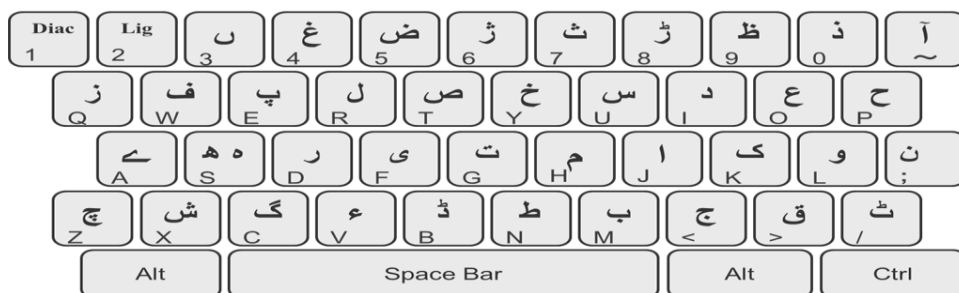 Diac 1 Lig 2 ں 3 غ 4 ض 5 ژ 6 ث 7 ڑ 8 ظ 9 ذ 0 آ ~
ز Q ف W پ E ل R ص T خ Y س U د I ع O ح P
ے A ه ھ S ر D ی F ت G م H ا J ک K و L ن ;
چ Z ش X گ C ء V ڈ B ط N ب M ج < ق > ٹ /
Alt Space Bar Alt Ctrl